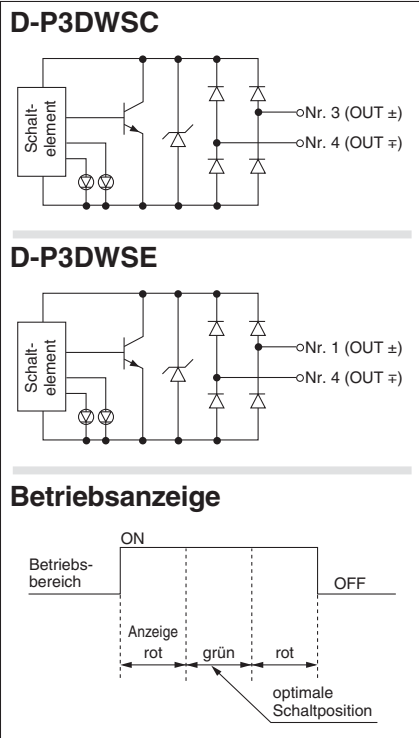 D-P3DWSC
Schalt-
element
Nr. 3 (OUT ±)
Nr. 4 (OUT ∓)
D-P3DWSE
Schalt-
element
Nr. 1 (OUT ±)
Nr. 4 (OUT ∓)
Betriebsanzeige
ON
Betriebs-
bereich
OFF
Anzeige
rot
grün
rot
optimale
Schaltposition